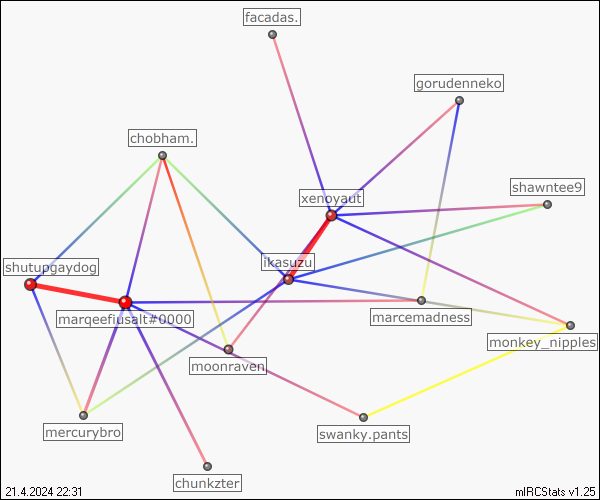 facadas.
gorudenneko
chobham.
shawntee9
xenoyaut
ikasuzu
shutupgaydog
marqeefiusalt#0000
marcemadness
monkey_nipples
moonraven
mercurybro
swanky.pants
chunkzter
21.4.2024 22:31
mIRCStats v1.25